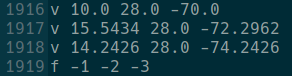 1916 v 10.0 28.0 -70.0
1917 v 15.5434 28.0 -72.2962
1918 v 14.2426 28.0 -74.2426
1919 f -1 -2 -3